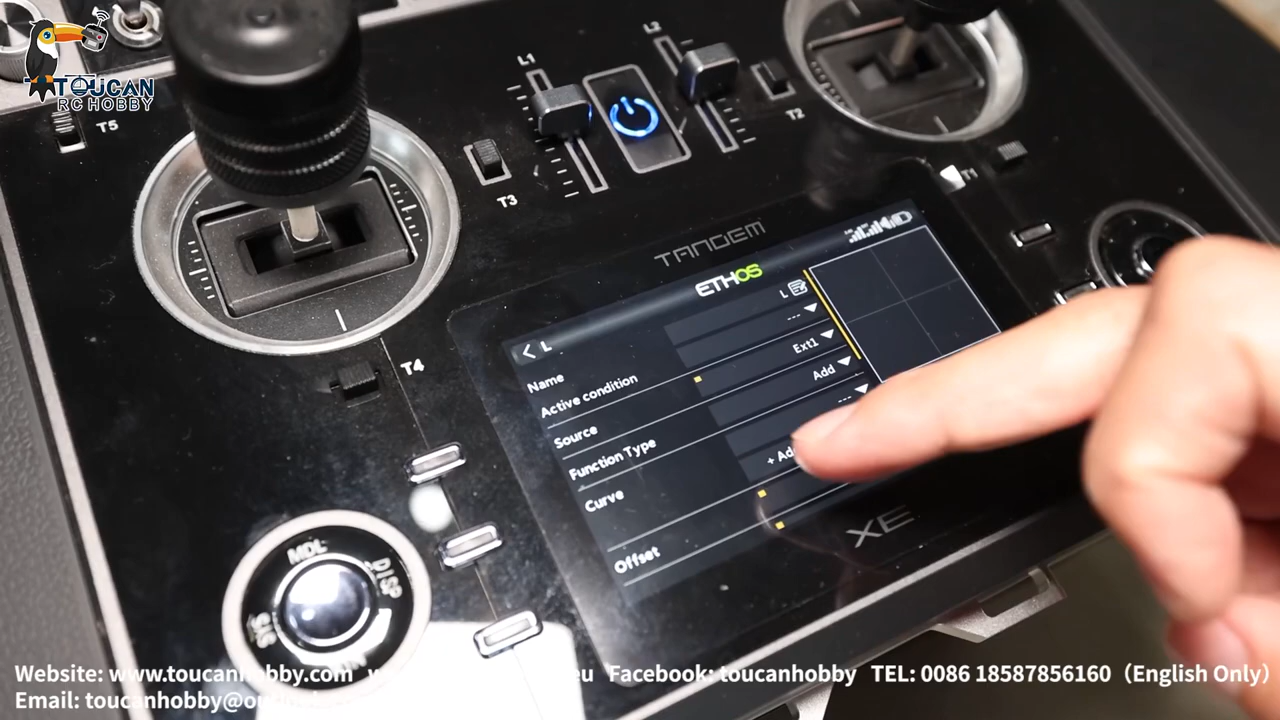 TOUCAN
RC HOBBY
T5
L1
L2
T3
T2
T1
T4
TANDEM
ETHOS
L
L
Name
---
Active condition
Ext1
Source
Add
Function Type
---
Curve
+ Add
Offset
XE
MDL
DISP
SYS
Website: www.toucanhobby.com
Facebook: toucanhobby TEL: 0086 18587856160 (English Only)
Email: toucanhobby@